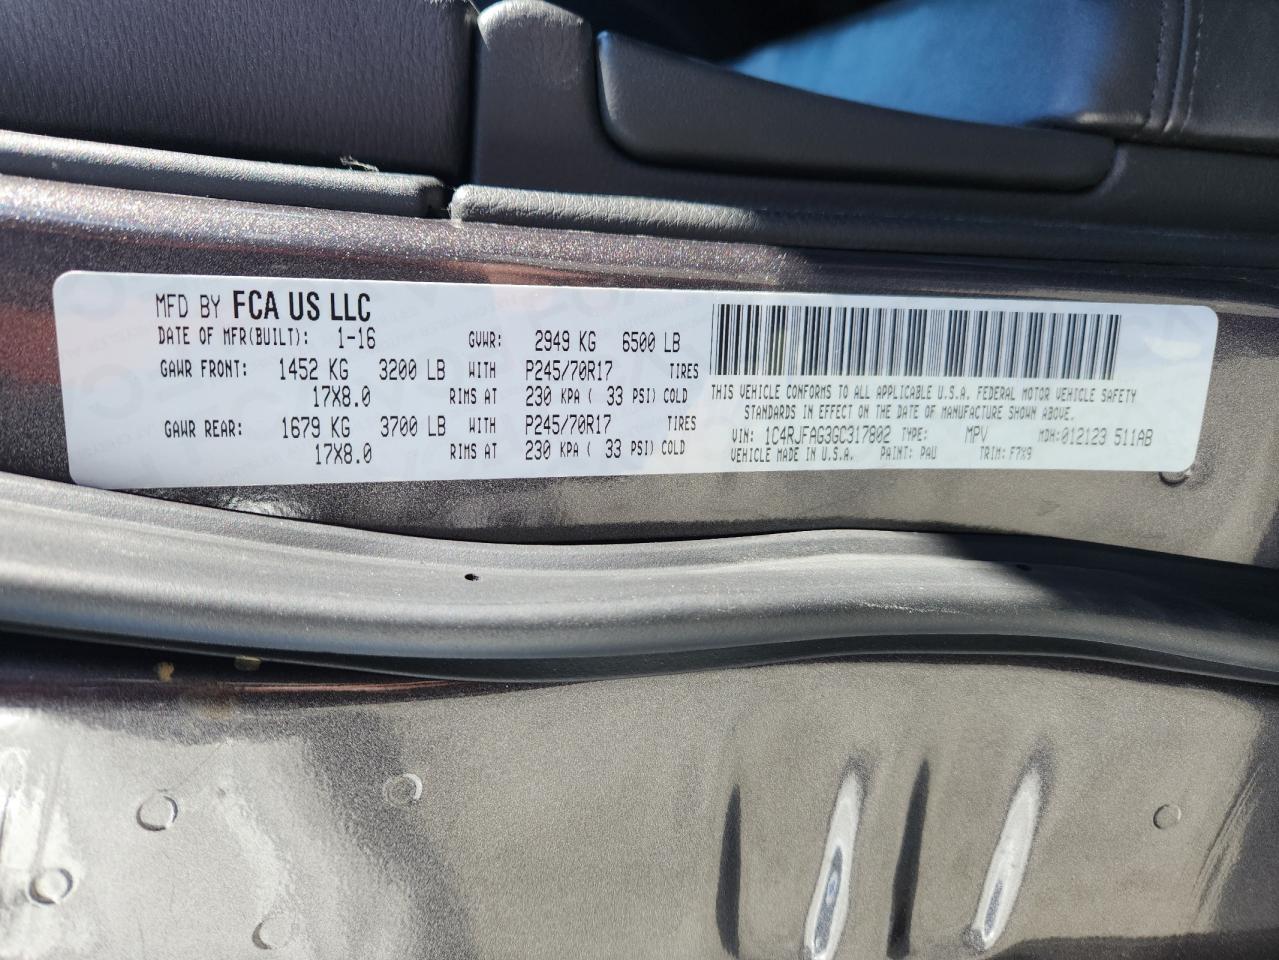 MFD BY FCA US LLC
DATE OF MFR(BUILT): 1-16 GVWR: 2949 KG 6500 LB
GAWR FRONT: 1452 KG 3200 LB WITH P245/70R17 TIRES
17X8.0 RIMS AT 230 KPA ( 33 PSI) COLD
GAWR REAR: 1679 KG 3700 LB WITH P245/70R17 TIRES
17X8.0 RIMS AT 230 KPA ( 33 PSI) COLD
THIS VEHICLE CONFORMS TO ALL APPLICABLE U.S.A. FEDERAL MOTOR VEHICLE SAFETY
STANDARDS IN EFFECT ON THE DATE OF MANUFACTURE SHOWN ABOVE.
VIN: 1C4RJFAG3GC317802 TYPE: MPV MDH: 012123 511AB
VEHICLE MADE IN U.S.A. PAINT: PAU TRIM: F7X9